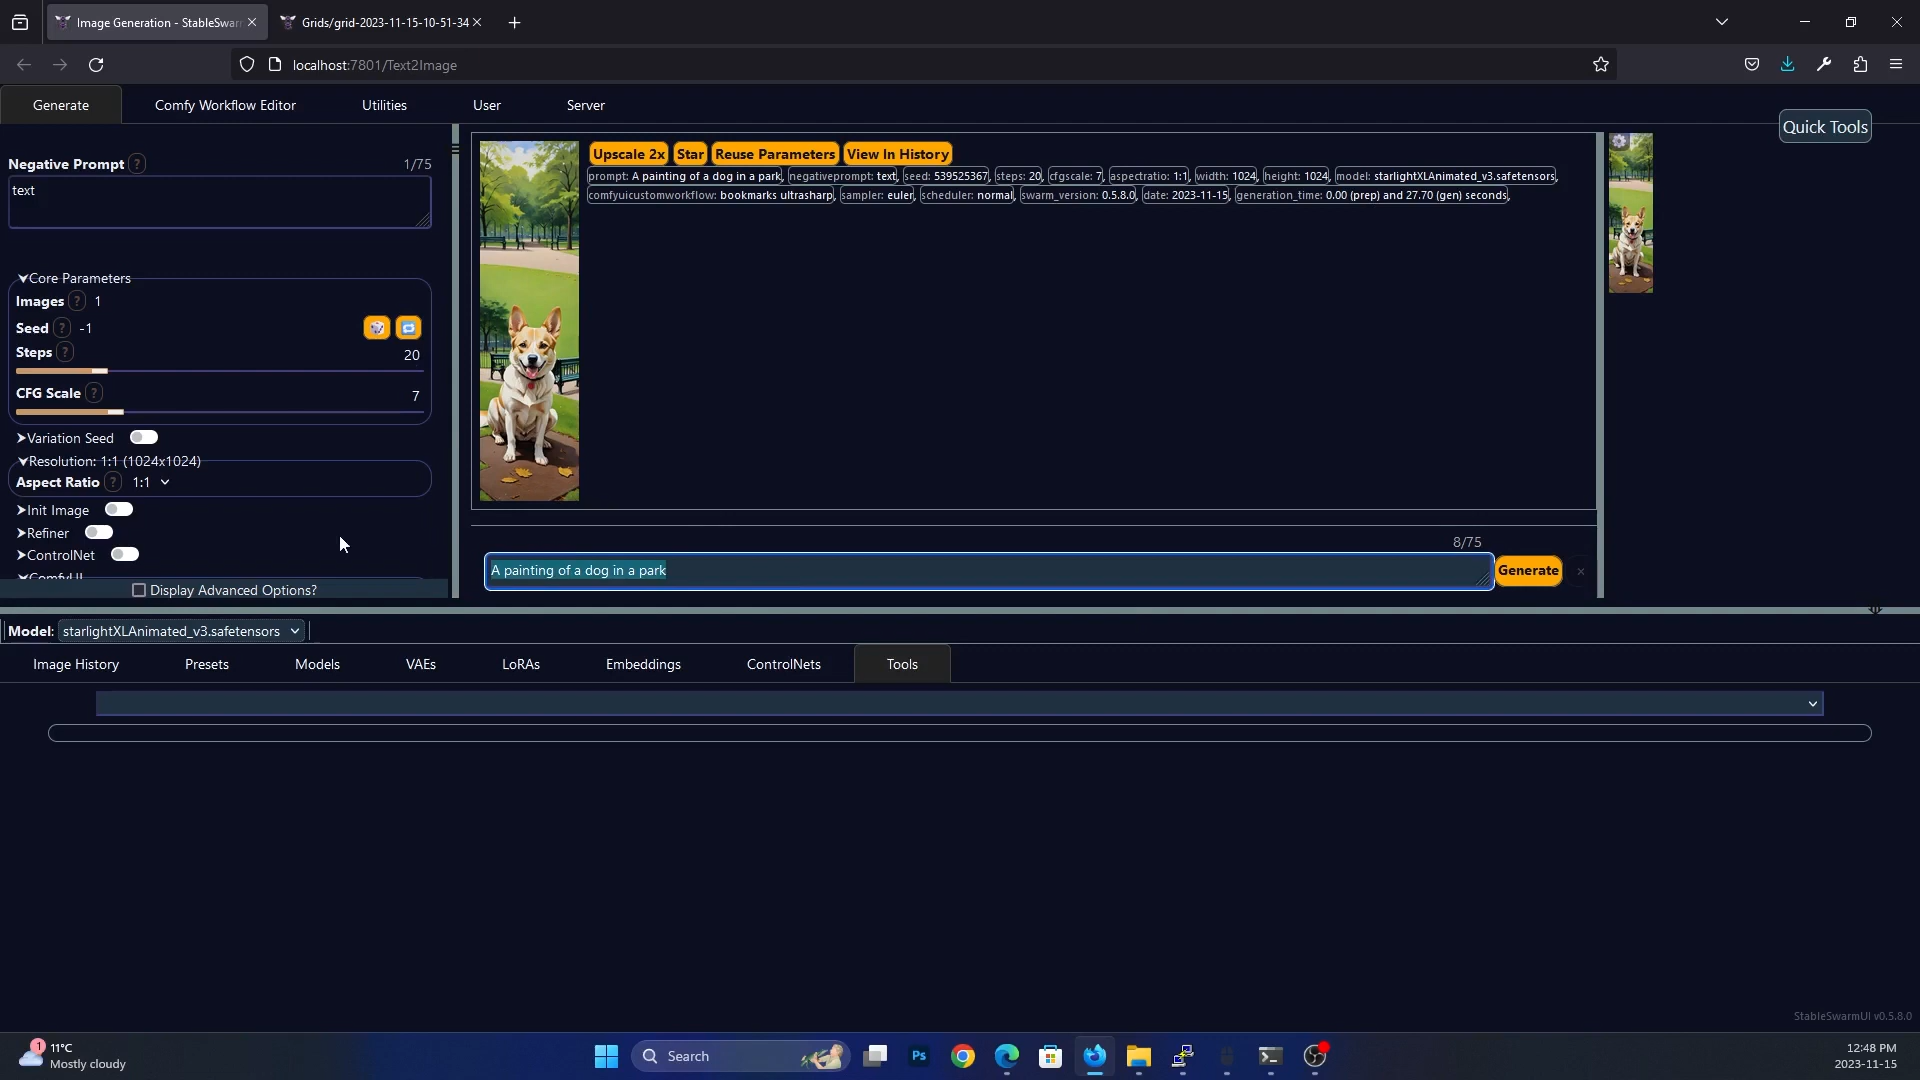 Image Generation - StableSwar
Grids/grid-2023-11-15-10-51-34
localhost:7801/Text2Image
Generate
Comfy Workflow Editor
Utilities
User
Server
Quick Tools
Negative Prompt ? 1/75
text
Core Parameters
Images ? 1
Seed ? -1
Steps ? 20
CFG Scale ? 7
Variation Seed
Resolution: 1:1 (1024x1024)
Aspect Ratio ? 1:1
Init Image
Refiner
ControlNet
ComfyUI
Display Advanced Options?
Upscale 2x Star Reuse Parameters View In History
prompt: A painting of a dog in a park, negativeprompt: text, seed: 539525367, steps: 20, cfgscale: 7, aspectratio: 1:1, width: 1024, height: 1024, model: starlightXLAnimated_v3.safetensors,
comfyuicustomworkflow: bookmarks ultrasharp, sampler: euler, scheduler: normal, swarm_version: 0.5.8.0, date: 2023-11-15, generation_time: 0.00 (prep) and 27.70 (gen) seconds,
8/75
A painting of a dog in a park
Generate
Model: starlightXLAnimated_v3.safetensors
Image History
Presets
Models
VAEs
LoRAs
Embeddings
ControlNets
Tools
StableSwarmUI v0.5.8.0
1
11°C
Mostly cloudy
Search
Ps
12:48 PM
2023-11-15